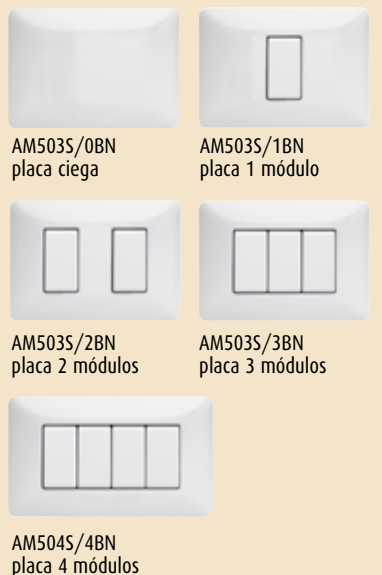 AM503S/0BN
placa ciega
AM503S/1BN
placa 1 módulo
AM503S/2BN
placa 2 módulos
AM503S/3BN
placa 3 módulos
AM504S/4BN
placa 4 módulos